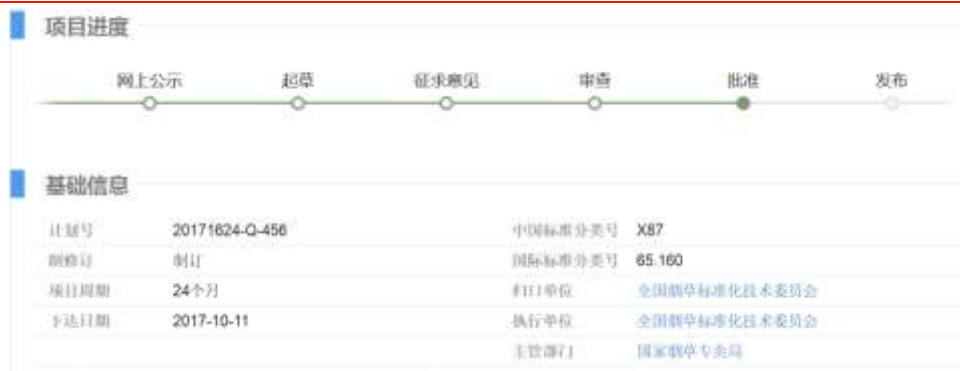 项目进度
网上公示 起草 征求意见 审查 批准 发布
基础信息
计划号 20171624-Q-456 中国标准分类号 X87
制修订 制订 国际标准分类号 65.160
项目周期 24个月 归口单位 全国烟草标准化技术委员会
下达日期 2017-10-11 执行单位 全国烟草标准化技术委员会
主管部门 国家烟草专卖局